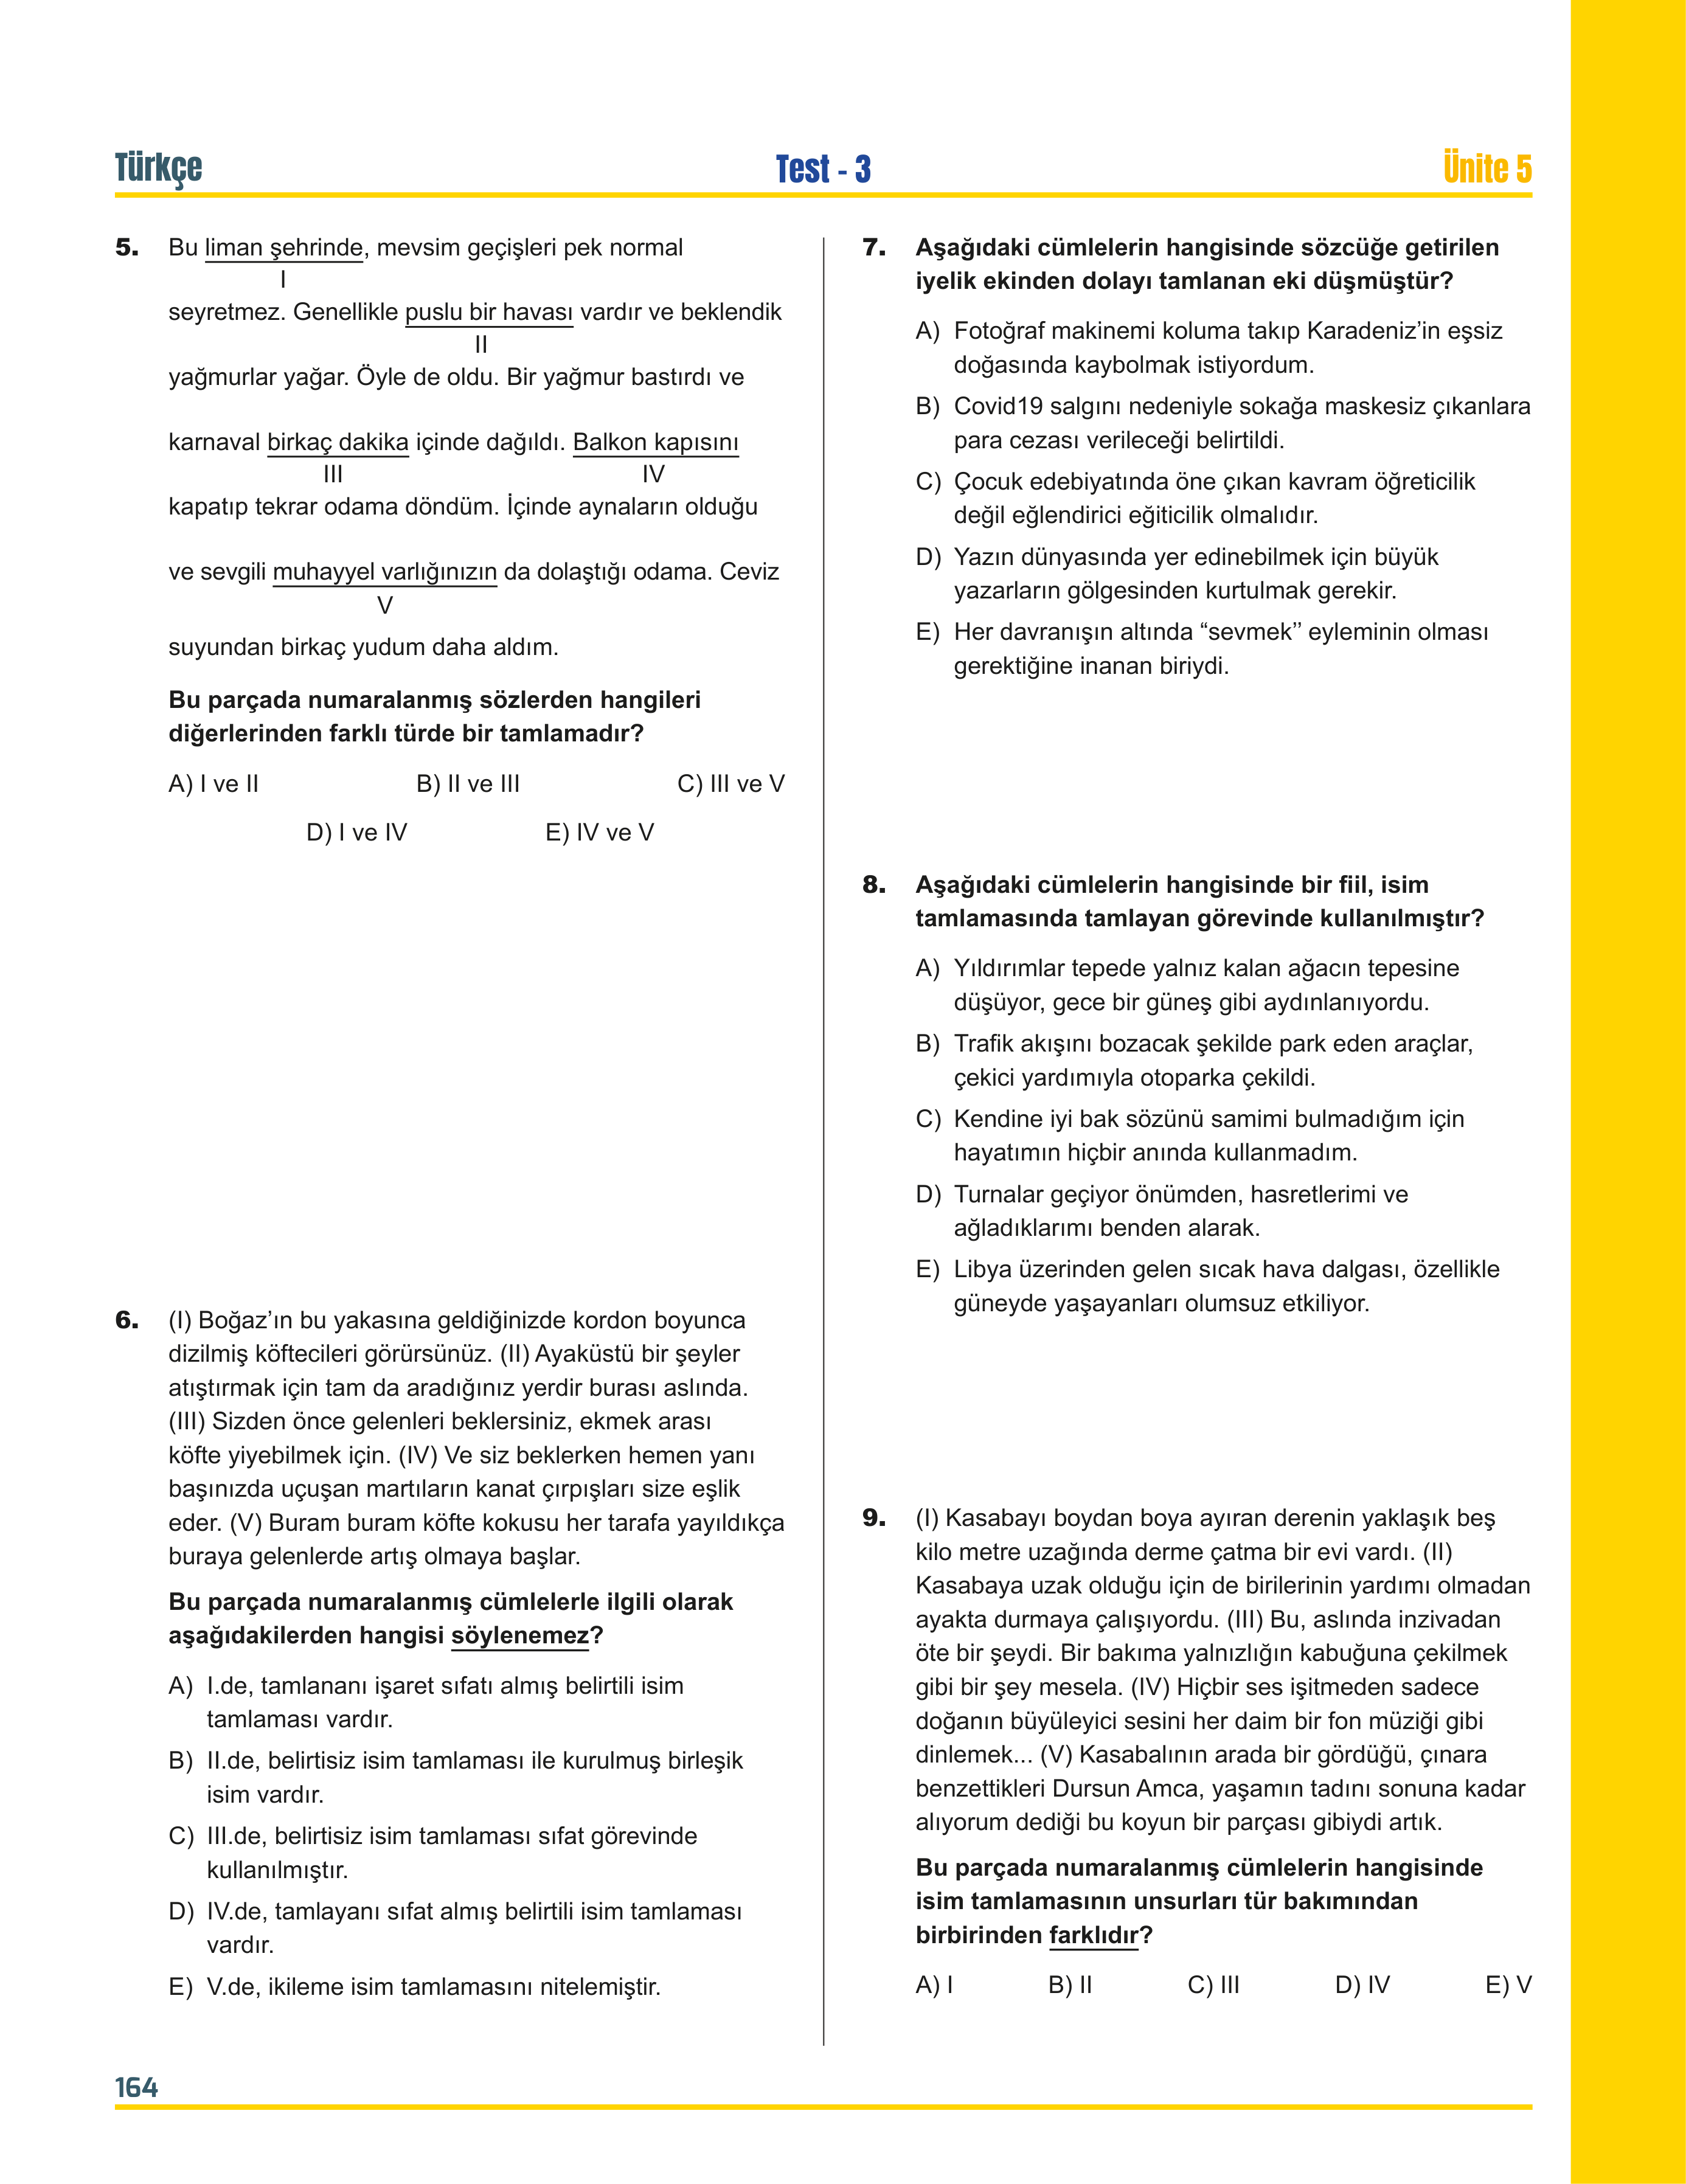 Türkçe
Test - 3
Ünite 5
5. Bu liman şehrinde, mevsim geçişleri pek normal
I
seyretmez. Genellikle puslu bir havası vardır ve beklendik
II
yağmurlar yağar. Öyle de oldu. Bir yağmur bastırdı ve
karnaval birkaç dakika içinde dağıldı. Balkon kapısını
III IV
kapatıp tekrar odama döndüm. İçinde aynaların olduğu
ve sevgili muhayyel varlığınızın da dolaştığı odama. Ceviz
V
suyundan birkaç yudum daha aldım.
Bu parçada numaralanmış sözlerden hangileri
diğerlerinden farklı türde bir tamlamadır?
A) I ve II B) II ve III C) III ve V
D) I ve IV E) IV ve V
6. (I) Boğaz’ın bu yakasına geldiğinizde kordon boyunca
dizilmiş köftecileri görürsünüz. (II) Ayaküstü bir şeyler
atıştırmak için tam da aradığınız yerdir burası aslında.
(III) Sizden önce gelenleri beklersiniz, ekmek arası
köfte yiyebilmek için. (IV) Ve siz beklerken hemen yanı
başınızda uçuşan martıların kanat çırpışları size eşlik
eder. (V) Buram buram köfte kokusu her tarafa yayıldıkça
buraya gelenlerde artış olmaya başlar.
Bu parçada numaralanmış cümlelerle ilgili olarak
aşağıdakilerden hangisi söylenemez?
A) I.de, tamlananı işaret sıfatı almış belirtili isim
tamlaması vardır.
B) II.de, belirtisiz isim tamlaması ile kurulmuş birleşik
isim vardır.
C) III.de, belirtisiz isim tamlaması sıfat görevinde
kullanılmıştır.
D) IV.de, tamlayanı sıfat almış belirtili isim tamlaması
vardır.
E) V.de, ikileme isim tamlamasını nitelemiştir.
7. Aşağıdaki cümlelerin hangisinde sözcüğe getirilen
iyelik ekinden dolayı tamlanan eki düşmüştür?
A) Fotoğraf makinemi koluma takıp Karadeniz’in eşsiz
doğasında kaybolmak istiyordum.
B) Covid19 salgını nedeniyle sokağa maskesiz çıkanlara
para cezası verileceği belirtildi.
C) Çocuk edebiyatında öne çıkan kavram öğreticilik
değil eğlendirici eğiticilik olmalıdır.
D) Yazın dünyasında yer edinebilmek için büyük
yazarların gölgesinden kurtulmak gerekir.
E) Her davranışın altında “sevmek’’ eyleminin olması
gerektiğine inanan biriydi.
8. Aşağıdaki cümlelerin hangisinde bir fiil, isim
tamlamasında tamlayan görevinde kullanılmıştır?
A) Yıldırımlar tepede yalnız kalan ağacın tepesine
düşüyor, gece bir güneş gibi aydınlanıyordu.
B) Trafik akışını bozacak şekilde park eden araçlar,
çekici yardımıyla otoparka çekildi.
C) Kendine iyi bak sözünü samimi bulmadığım için
hayatımın hiçbir anında kullanmadım.
D) Turnalar geçiyor önümden, hasretlerimi ve
ağladıklarımı benden alarak.
E) Libya üzerinden gelen sıcak hava dalgası, özellikle
güneyde yaşayanları olumsuz etkiliyor.
9. (I) Kasabayı boydan boya ayıran derenin yaklaşık beş
kilo metre uzağında derme çatma bir evi vardı. (II)
Kasabaya uzak olduğu için de birilerinin yardımı olmadan
ayakta durmaya çalışıyordu. (III) Bu, aslında inzivadan
öte bir şeydi. Bir bakıma yalnızlığın kabuğuna çekilmek
gibi bir şey mesela. (IV) Hiçbir ses işitmeden sadece
doğanın büyüleyici sesini her daim bir fon müziği gibi
dinlemek... (V) Kasabalının arada bir gördüğü, çınara
benzettikleri Dursun Amca, yaşamın tadını sonuna kadar
alıyorum dediği bu koyun bir parçası gibiydi artık.
Bu parçada numaralanmış cümlelerin hangisinde
isim tamlamasının unsurları tür bakımından
birbirinden farklıdır?
A) I B) II C) III D) IV E) V
164